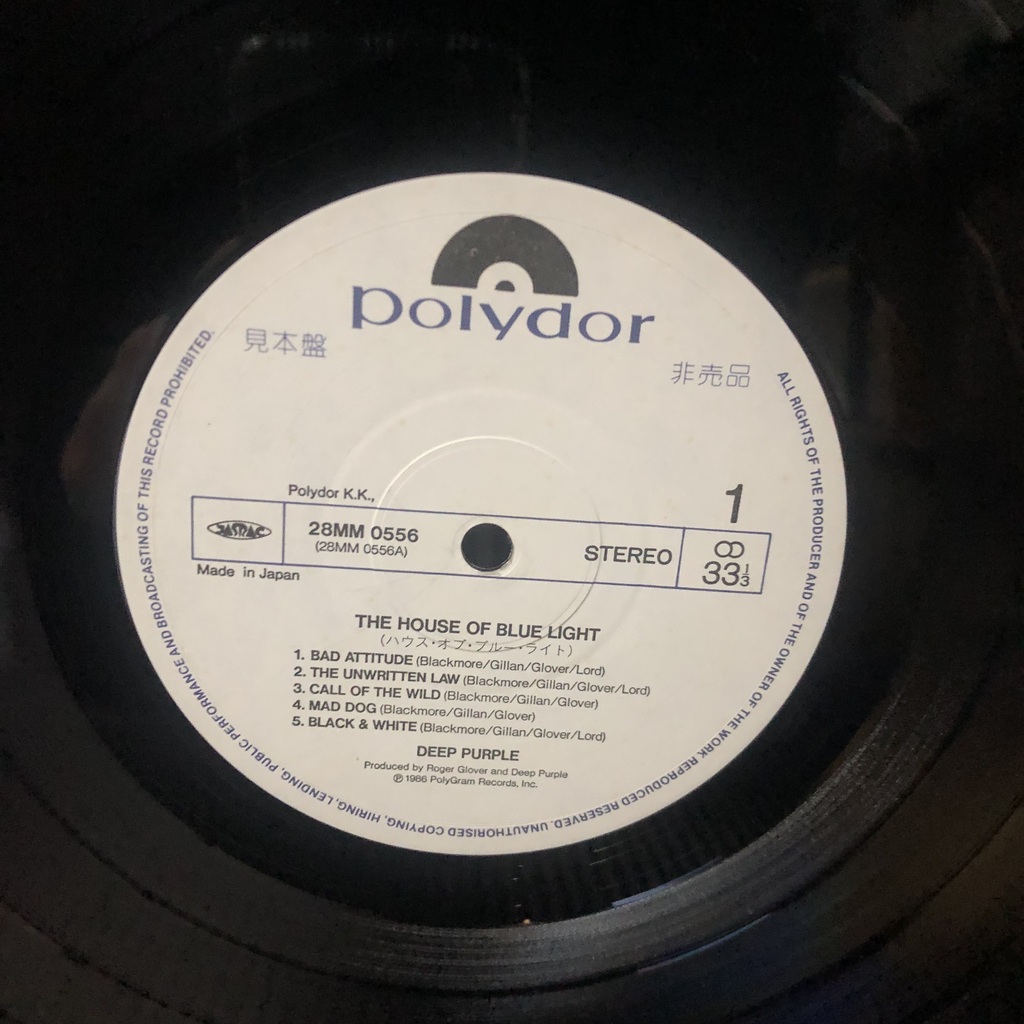 polydor
見本盤
非売品
Polydor K.K.,
1
JASRAC
28MM 0556
(28MM 0556A)
STEREO
33 1/3
Made in Japan
THE HOUSE OF BLUE LIGHT
(ハウス・オブ・ブルー・ライト)
1. BAD ATTITUDE (Blackmore/Gillan/Glover/Lord)
2. THE UNWRITTEN LAW (Blackmore/Gillan/Glover/Lord)
3. CALL OF THE WILD (Blackmore/Gillan/Glover/Lord)
4. MAD DOG (Blackmore/Gillan/Glover)
5. BLACK & WHITE (Blackmore/Gillan/Glover/Lord)
DEEP PURPLE
Produced by Roger Glover and Deep Purple
℗ 1986 PolyGram Records, Inc.
ALL RIGHTS OF THE PRODUCER AND OF THE OWNER OF THE WORK REPRODUCED RESERVED. UNAUTHORISED COPYING, HIRING, LENDING, PUBLIC PERFORMANCE AND BROADCASTING OF THIS RECORD PROHIBITED.